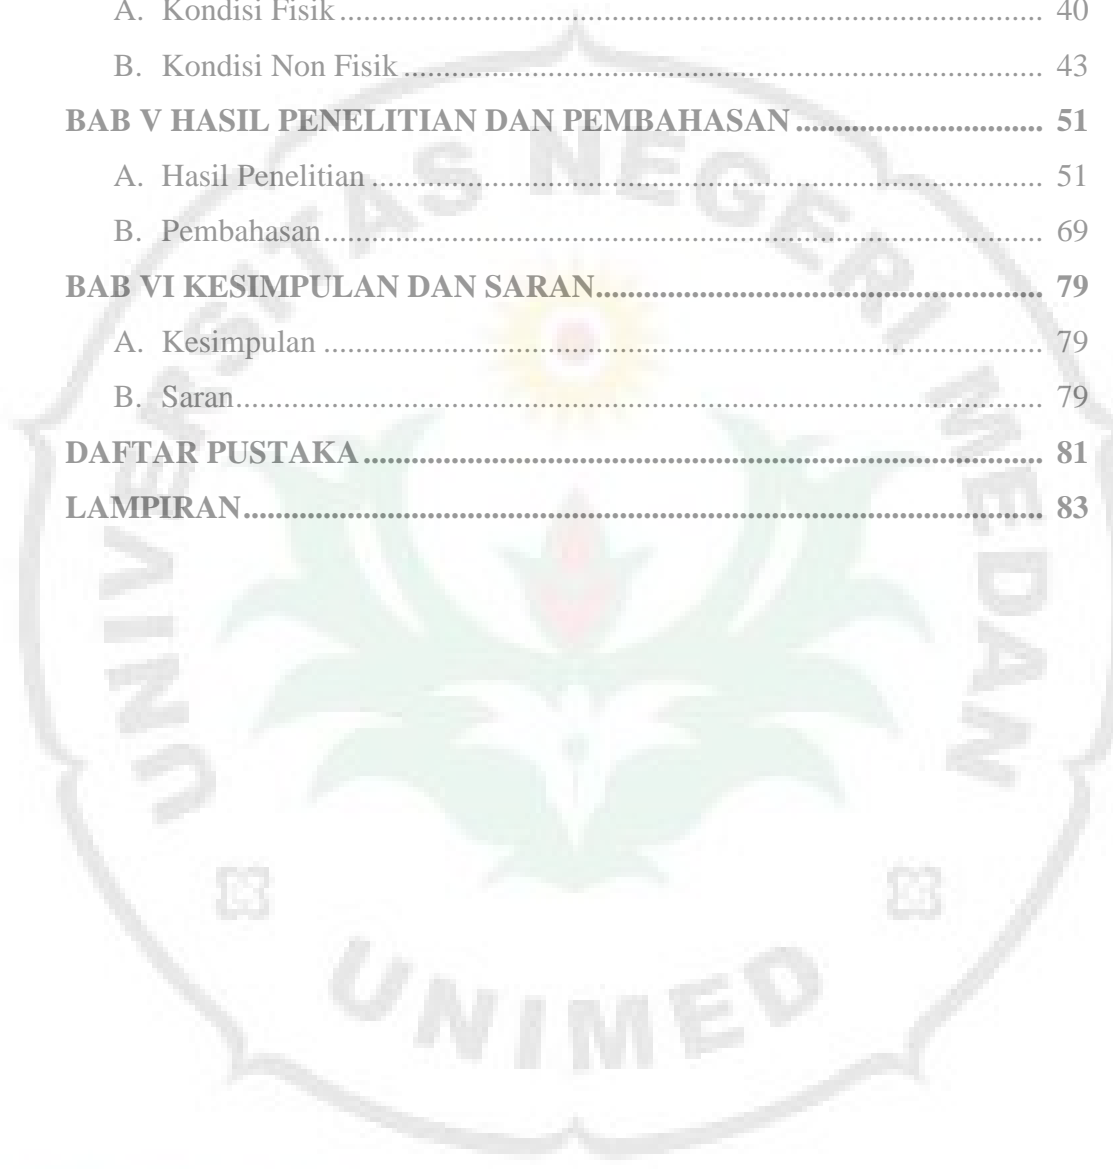 A. Kondisi Fisik ........ 40
B. Kondisi Non Fisik ........ 43
BAB V HASIL PENELITIAN DAN PEMBAHASAN ........ 51
A. Hasil Penelitian ........ 51
B. Pembahasan ........ 69
BAB VI KESIMPULAN DAN SARAN ........ 79
A. Kesimpulan ........ 79
B. Saran ........ 79
DAFTAR PUSTAKA ........ 81
LAMPIRAN ........ 83
UNIVERSITAS NEGERI MEDAN
UNIMED